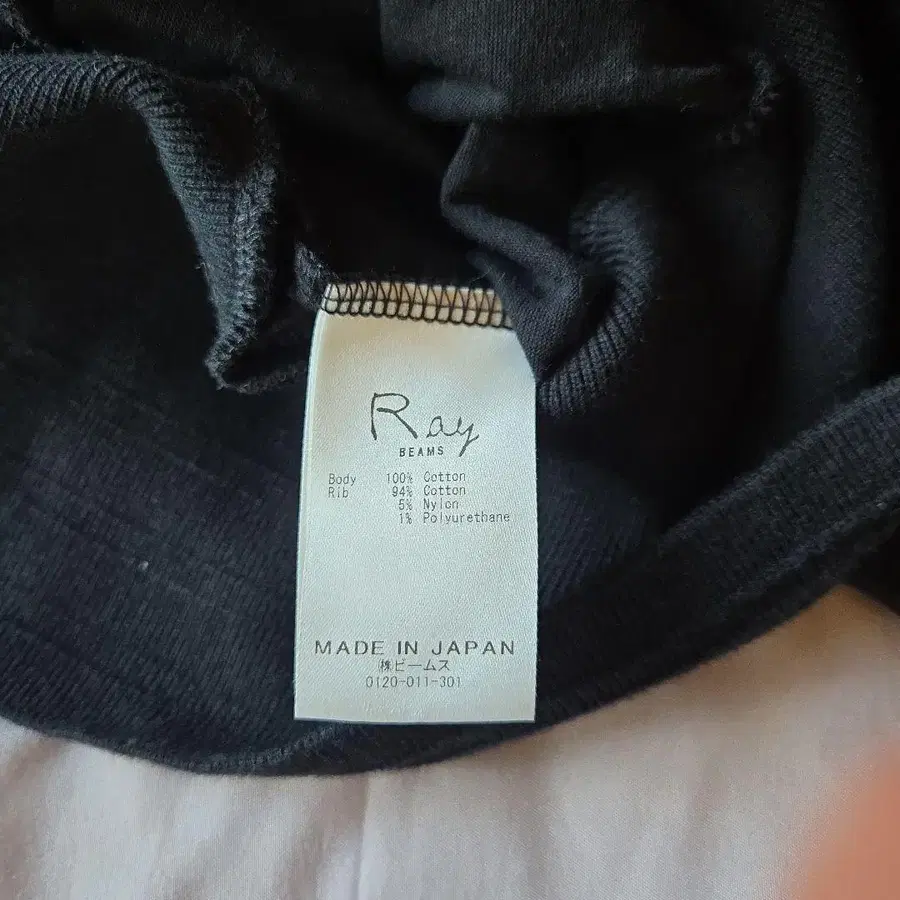 Ray
BEAMS
Body 100% Cotton
Rib 94% Cotton
5% Nylon
1% Polyurethane
MADE IN JAPAN
㈱ビームス
0120-011-301